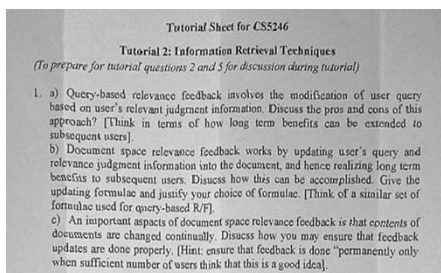 Tutorial Sheet for CS5246
Tutorial 2: Information Retrieval Techniques
(To prepare for tutorial questions 2 and 5 for discussion during tutorial)
1. a) Query-based relevance feedback involves the modification of user query
based on user's relevant judgment information. Discuss the pros and cons of this
approach? [Think in terms of how long term benefits can be extended to
subsequent users].
b) Document space relevance feedback works by updating user's query and
relevance judgment information into the document, and hence realizing long term
benefits to subsequent users. Disucss how this can be accomplished. Give the
updating formulae and justify your choice of formulae. [Think of a similar set of
formulae used for query-based R/F].
c) An important aspects of document space relevance feedback is that contents of
documents are changed continually. Disucss how you may ensure that feedback
updates are done properly. [Hint: ensure that feedback is done "permanently only
when sufficient number of users think that this is a good idea].